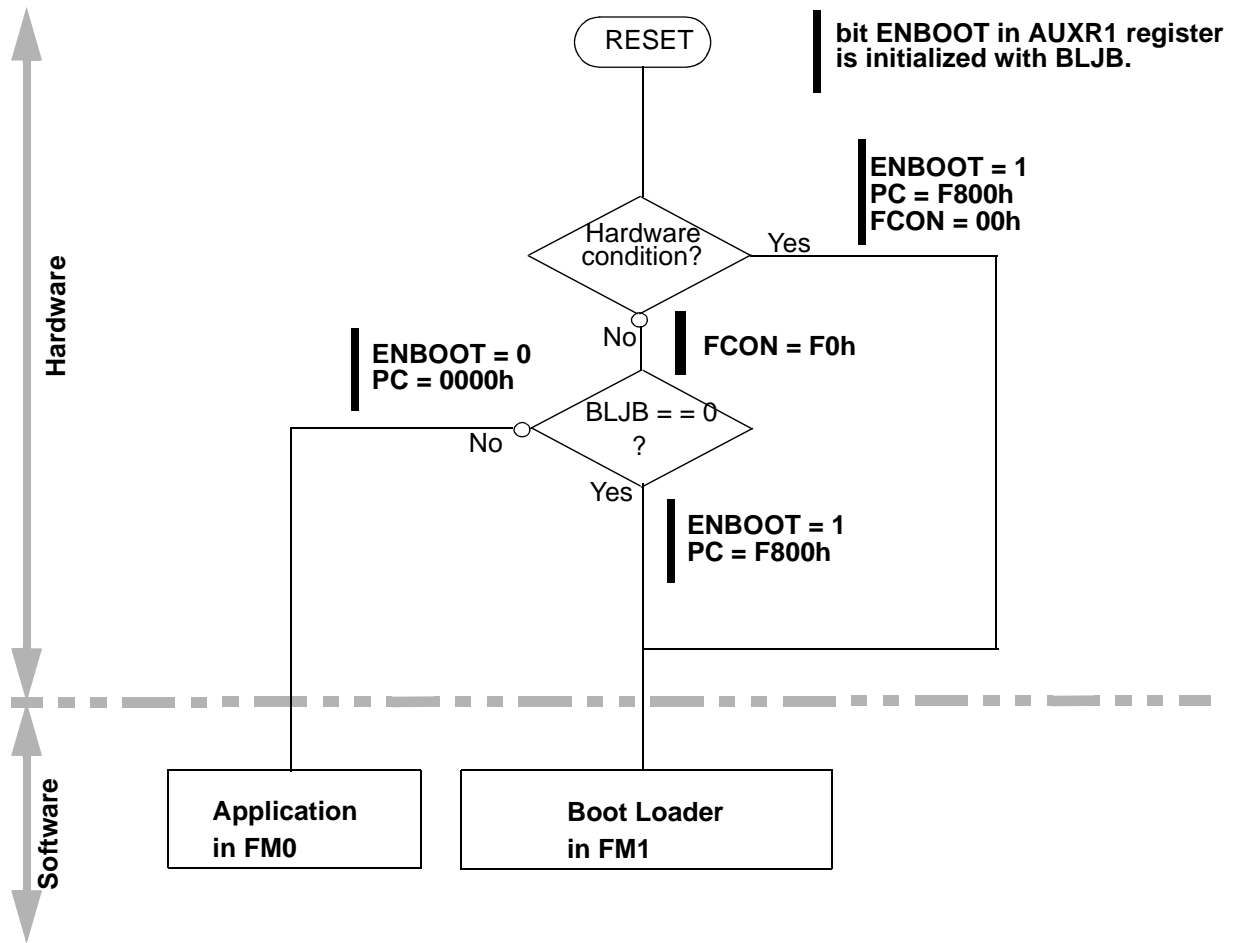 RESET
bit ENBOOT in AUXR1 register
is initialized with BLJB.
Hardware
ENBOOT = 1
PC = F800h
FCON = 00h
Hardware
condition?
Yes
No
FCON = F0h
ENBOOT = 0
PC = 0000h
BLJB = = 0
?
No
Yes
ENBOOT = 1
PC = F800h
Software
Application
in FM0
Boot Loader
in FM1